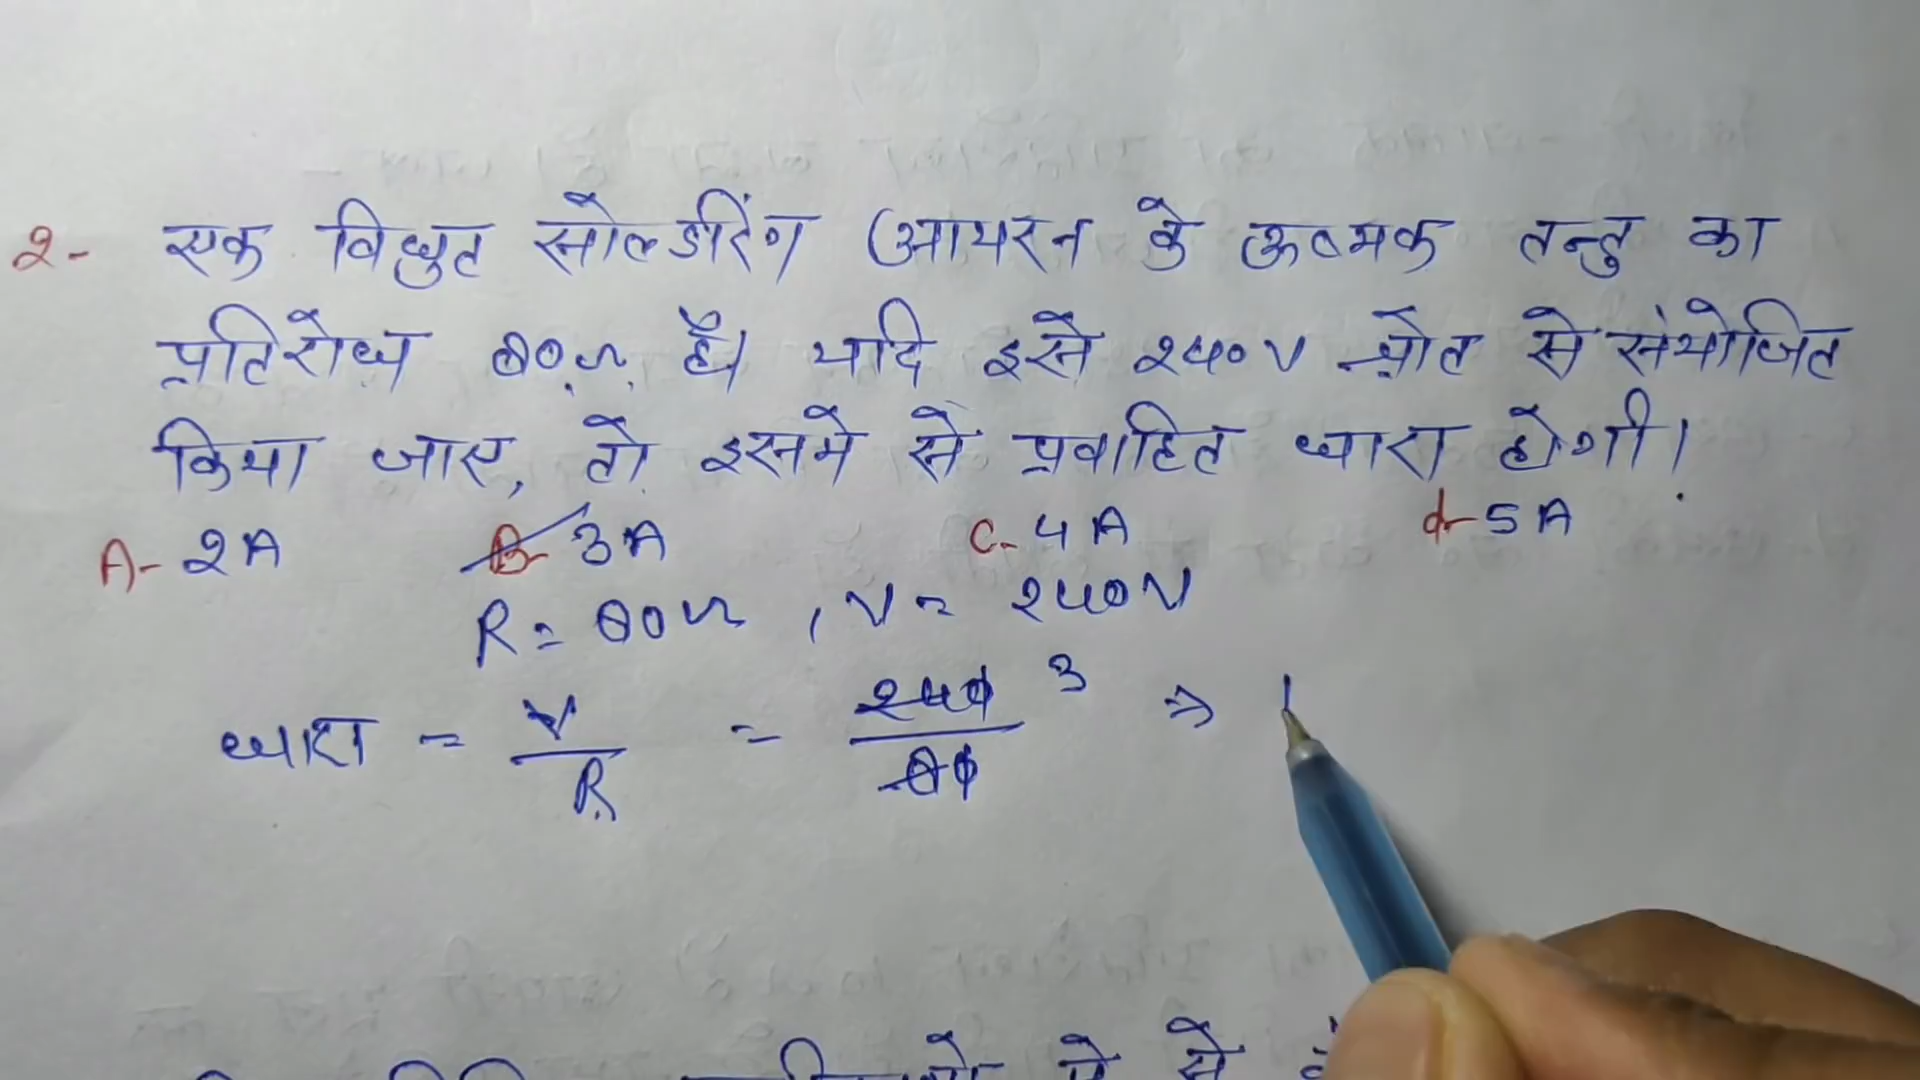 2- एक विधुत सोल्डरिंग आयरन के ऊष्मक तन्तु का
प्रतिरोध 80Ω है। यदि इसे 240V स्रोत से संयोजित
किया जाए, तो इसमे से प्रवाहित धारा होगी।
A- 2A B- 3A C- 4A d- 5A
R = 80Ω , V = 240V
धारा = V/R = 240/80 3 ⇒ I